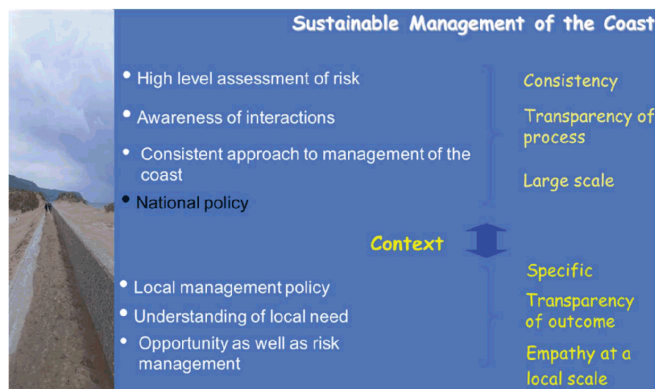 Sustainable Management of the Coast
• High level assessment of risk
• Awareness of interactions
• Consistent approach to management of the
coast
• National policy
Consistency
Transparency of
process
Large scale
Context
• Local management policy
• Understanding of local need
• Opportunity as well as risk
management
Specific
Transparency
of outcome
Empathy at a
local scale